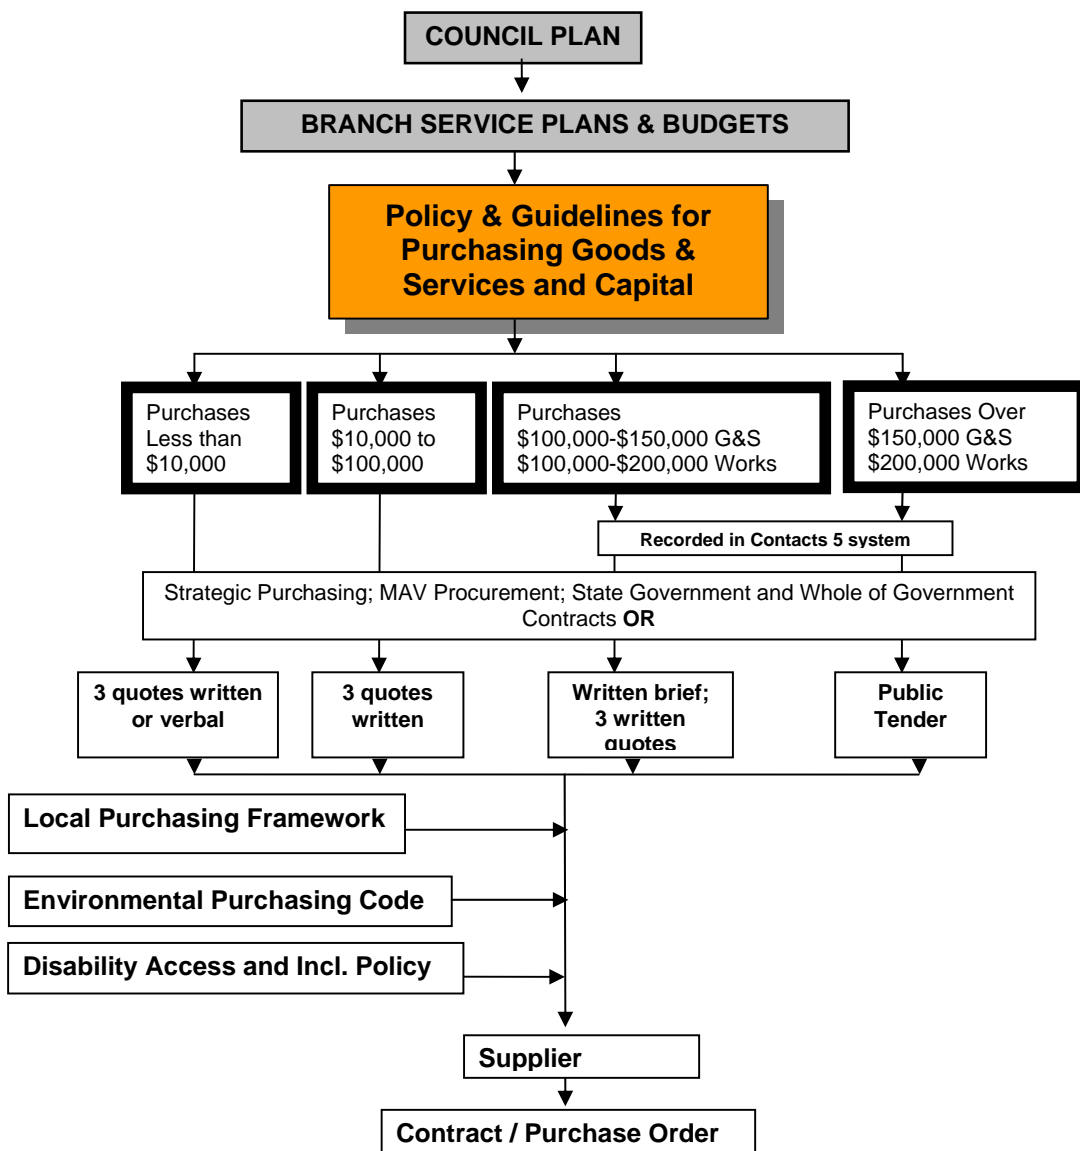 COUNCIL PLAN
BRANCH SERVICE PLANS & BUDGETS
Policy & Guidelines for
Purchasing Goods &
Services and Capital
Purchases
Less than
$10,000
Purchases
$10,000 to
$100,000
Purchases
$100,000-$150,000 G&S
$100,000-$200,000 Works
Purchases Over
$150,000 G&S
$200,000 Works
Recorded in Contacts 5 system
Strategic Purchasing; MAV Procurement; State Government and Whole of Government
Contracts OR
3 quotes written
or verbal
3 quotes
written
Written brief;
3 written
quotes
Public
Tender
Local Purchasing Framework
Environmental Purchasing Code
Disability Access and Incl. Policy
Supplier
Contract / Purchase Order